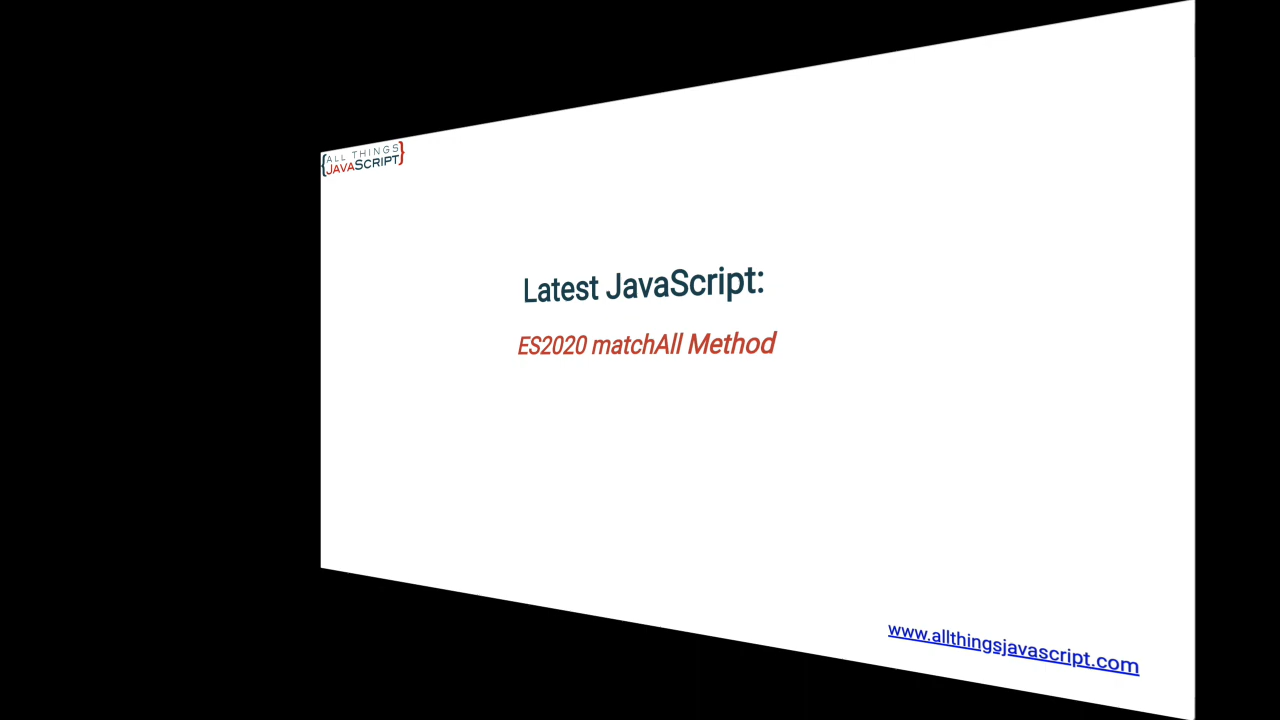 {ALL THINGS
JAVASCRIPT}
Latest JavaScript:
ES2020 matchAll Method
www.allthingsjavascript.com